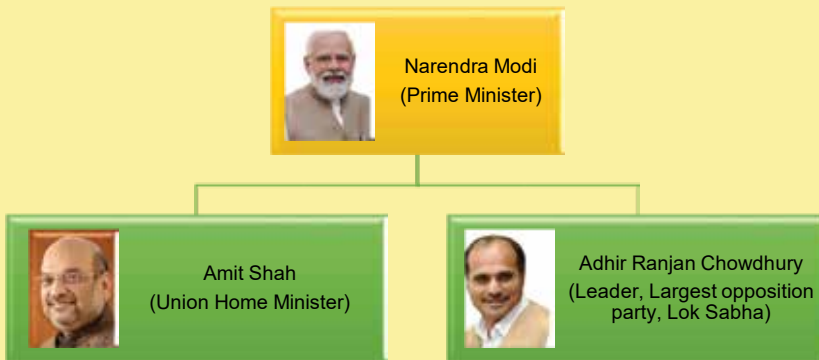 Narendra Modi
(Prime Minister)
Amit Shah
(Union Home Minister)
Adhir Ranjan Chowdhury
(Leader, Largest opposition
party, Lok Sabha)